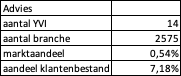 Advies
aantal YVI 14
aantal branche 2575
marktaandeel 0,54%
aandeel klantenbestand 7,18%